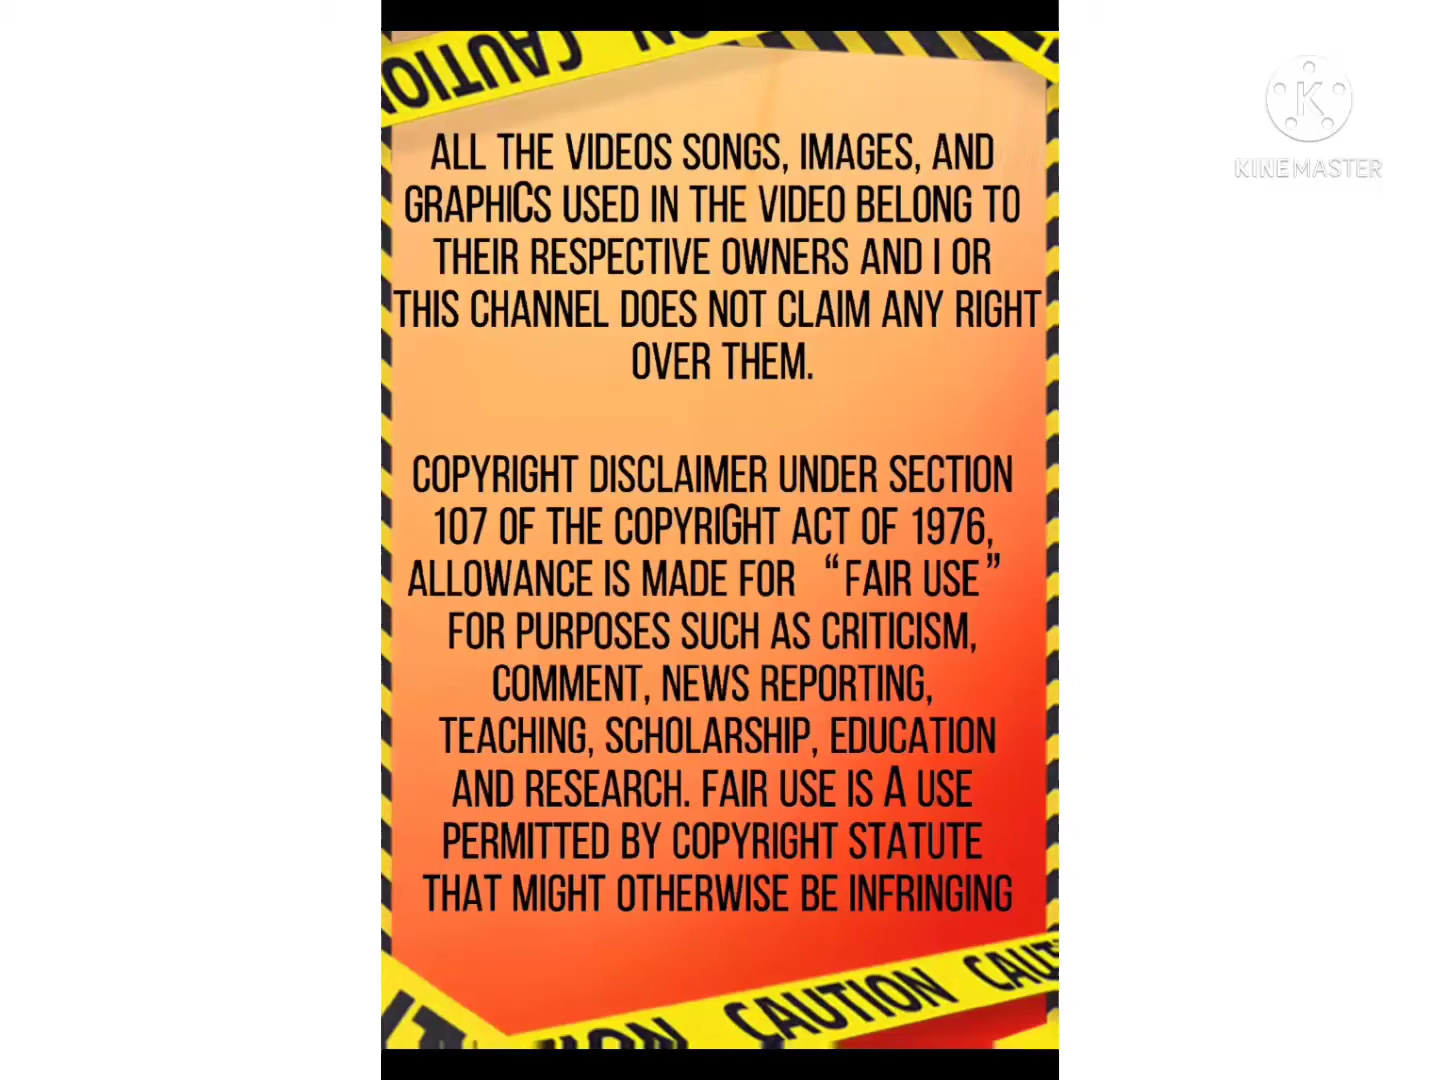 CAUTION
ALL THE VIDEOS SONGS, IMAGES, AND
GRAPHICS USED IN THE VIDEO BELONG TO
THEIR RESPECTIVE OWNERS AND I OR
THIS CHANNEL DOES NOT CLAIM ANY RIGHT
OVER THEM.
COPYRIGHT DISCLAIMER UNDER SECTION
107 OF THE COPYRIGHT ACT OF 1976,
ALLOWANCE IS MADE FOR “FAIR USE”
FOR PURPOSES SUCH AS CRITICISM,
COMMENT, NEWS REPORTING,
TEACHING, SCHOLARSHIP, EDUCATION
AND RESEARCH. FAIR USE IS A USE
PERMITTED BY COPYRIGHT STATUTE
THAT MIGHT OTHERWISE BE INFRINGING
CAUTION CAUT
K
KINEMASTER